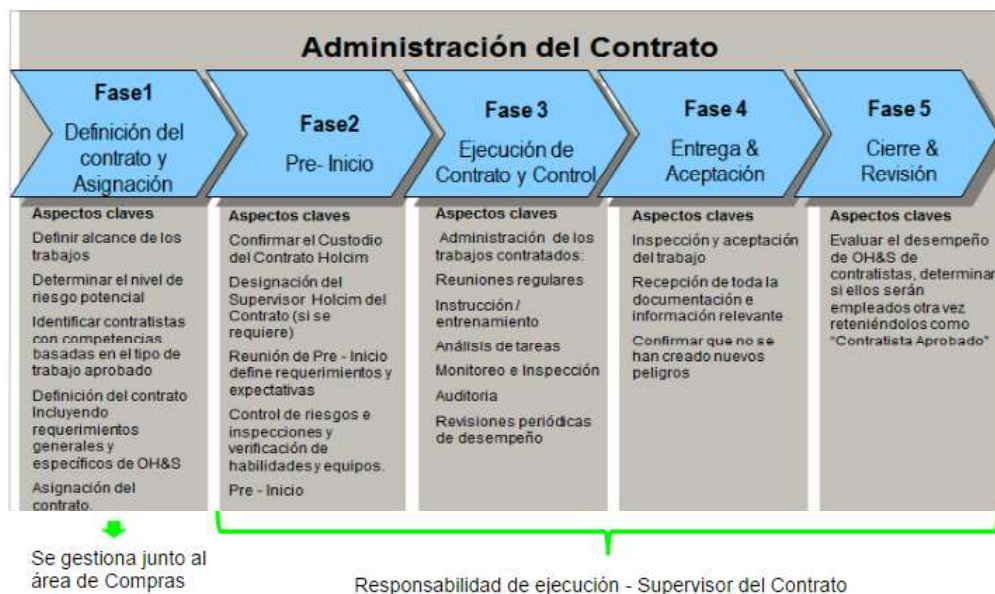 Administración del Contrato
Fase1
Definición del
contrato y
Asignación
Fase2
Pre- Inicio
Fase 3
Ejecución de
Contrato y Control
Fase 4
Entrega &
Aceptación
Fase 5
Cierre &
Revisión
Aspectos claves
Definir alcance de los
trabajos
Determinar el nivel de
riesgo potencial
Identificar contratistas
con competencias
basadas en el tipo de
trabajo aprobado
Definición del contrato
Incluyendo
requerimientos
generales y
específicos de OH&S
Asignación del
contrato.
Aspectos claves
Confirmar el Custodio
del Contrato Holcim
Designación del
Supervisor Holcim del
Contrato (si se
requiere)
Reunión de Pre - Inicio
define requerimientos y
expectativas
Control de riesgos e
inspecciones y
verificación de
habilidades y equipos.
Pre - Inicio
Aspectos claves
Administración de los
trabajos contratados:
Reuniones regulares
Instrucción /
entrenamiento
Análisis de tareas
Monitoreo e Inspección
Auditoria
Revisiones periódicas
de desempeño
Aspectos claves
Inspección y aceptación
del trabajo
Recepción de toda la
documentación e
información relevante
Confirmar que no se
han creado nuevos
peligros
Aspectos claves
Evaluar el desempeño
de OH&S de
contratistas, determinar
si ellos serán
empleados otra vez
reteniéndolos como
"Contratista Aprobado"
Se gestiona junto al
área de Compras
Responsabilidad de ejecución - Supervisor del Contrato